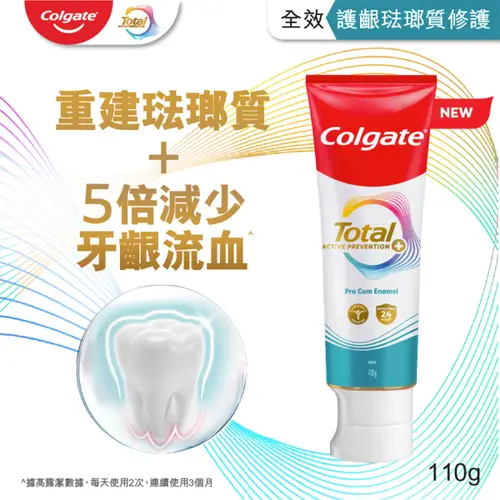 Colgate®
Total
全效 護齦琺瑯質修護
NEW
重建琺瑯質
+
5倍減少
牙齦流血^
Colgate®
Total
ACTIVE PREVENTION +
Pro Gum Enamel
24
110g
^據高露潔數據，每天使用2次，連續使用3個月
110g